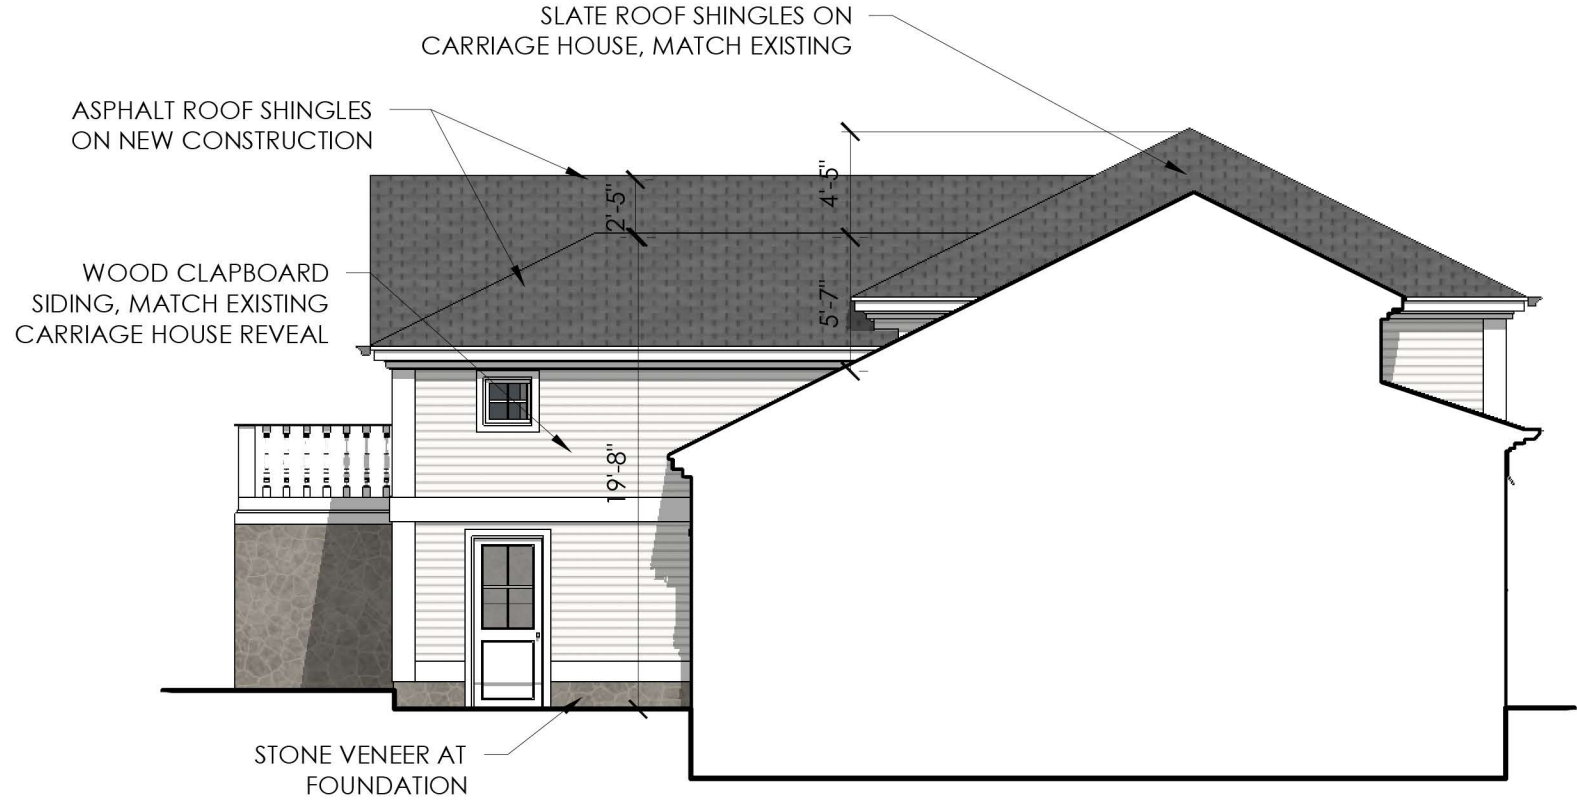 SLATE ROOF SHINGLES ON
CARRIAGE HOUSE, MATCH EXISTING
ASPHALT ROOF SHINGLES
ON NEW CONSTRUCTION
2'-5"
4'-5"
WOOD CLAPBOARD
SIDING, MATCH EXISTING
CARRIAGE HOUSE REVEAL
5'-7"
19'-8"
STONE VENEER AT
FOUNDATION